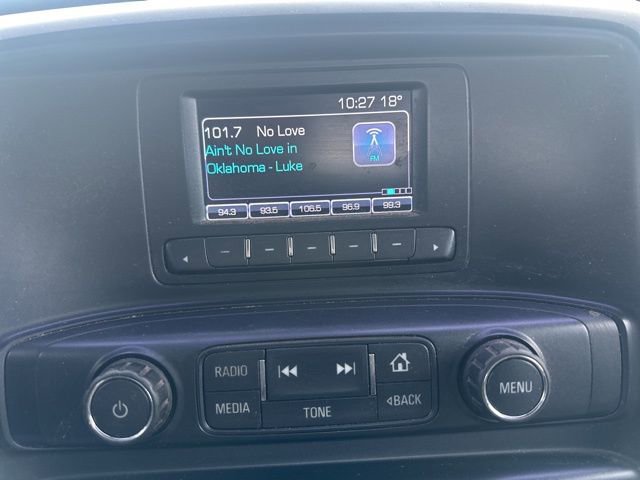 10:27 18°
101.7 No Love
Ain't No Love in
Oklahoma - Luke
FM
94.3 93.5 106.5 96.9 99.3
RADIO
MEDIA
TONE
BACK
MENU